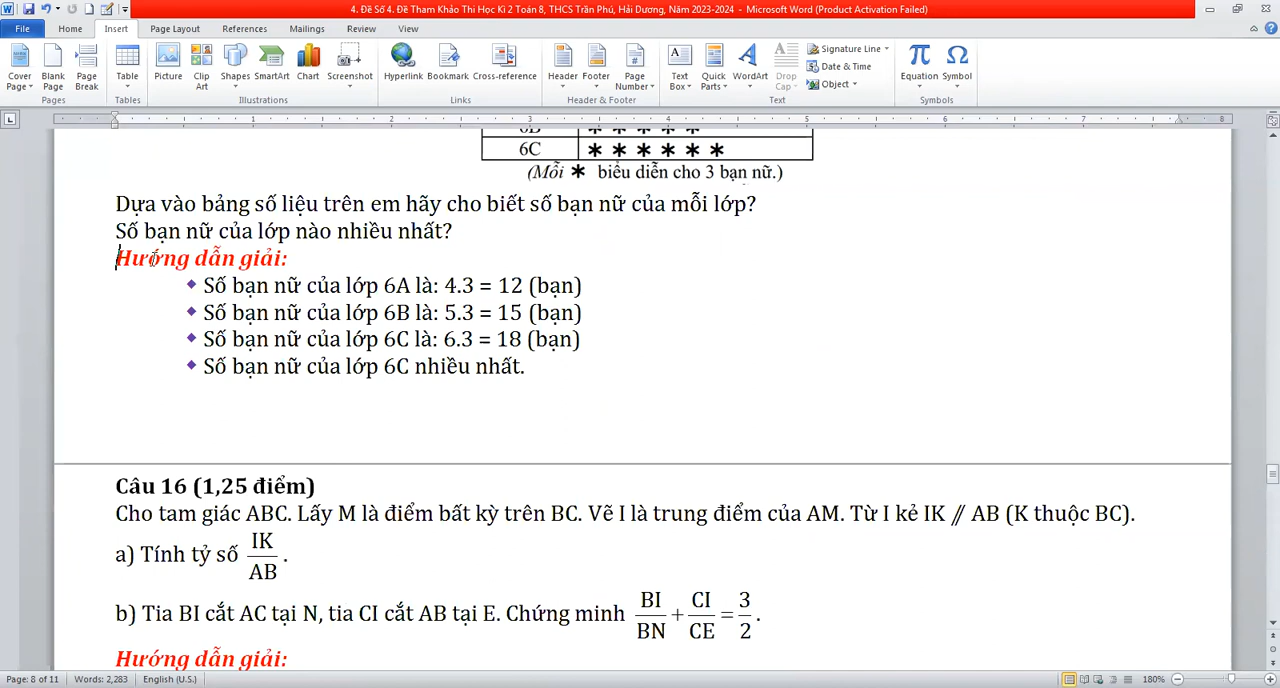 4. Đề Số 4. Đề Tham Khảo Thi Học Kì 2 Toán 8, THCS Trần Phú, Hải Dương, Năm 2023-2024 - Microsoft Word (Product Activation Failed)
File Home Insert Page Layout References Mailings Review View
Cover Page Blank Page Page Break Table Picture Clip Art Shapes SmartArt Chart Screenshot Hyperlink Bookmark Cross-reference Header Footer Page Number Text Box Quick Parts WordArt Drop Cap Signature Line Date & Time Object Equation Symbol
Pages Tables Illustrations Links Header & Footer Text Symbols
1 2 3 4 5 6 7 8
6B * * * * *
6C * * * * * *
(Mỗi * biểu diễn cho 3 bạn nữ.)
Dựa vào bảng số liệu trên em hãy cho biết số bạn nữ của mỗi lớp?
Số bạn nữ của lớp nào nhiều nhất?
Hướng dẫn giải:
◆ Số bạn nữ của lớp 6A là: 4.3 = 12 (bạn)
◆ Số bạn nữ của lớp 6B là: 5.3 = 15 (bạn)
◆ Số bạn nữ của lớp 6C là: 6.3 = 18 (bạn)
◆ Số bạn nữ của lớp 6C nhiều nhất.
Câu 16 (1,25 điểm)
Cho tam giác ABC. Lấy M là điểm bất kỳ trên BC. Vẽ I là trung điểm của AM. Từ I kẻ IK // AB (K thuộc BC).
a) Tính tỷ số IK/AB.
b) Tia BI cắt AC tại N, tia CI cắt AB tại E. Chứng minh BI/BN + CI/CE = 3/2.
Hướng dẫn giải:
Page: 8 of 11 Words: 2,283 English (U.S.) 180%